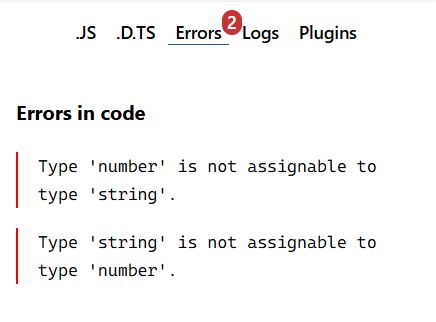 .JS .D.TS Errors 2 Logs Plugins
Errors in code
Type 'number' is not assignable to
type 'string'.
Type 'string' is not assignable to
type 'number'.